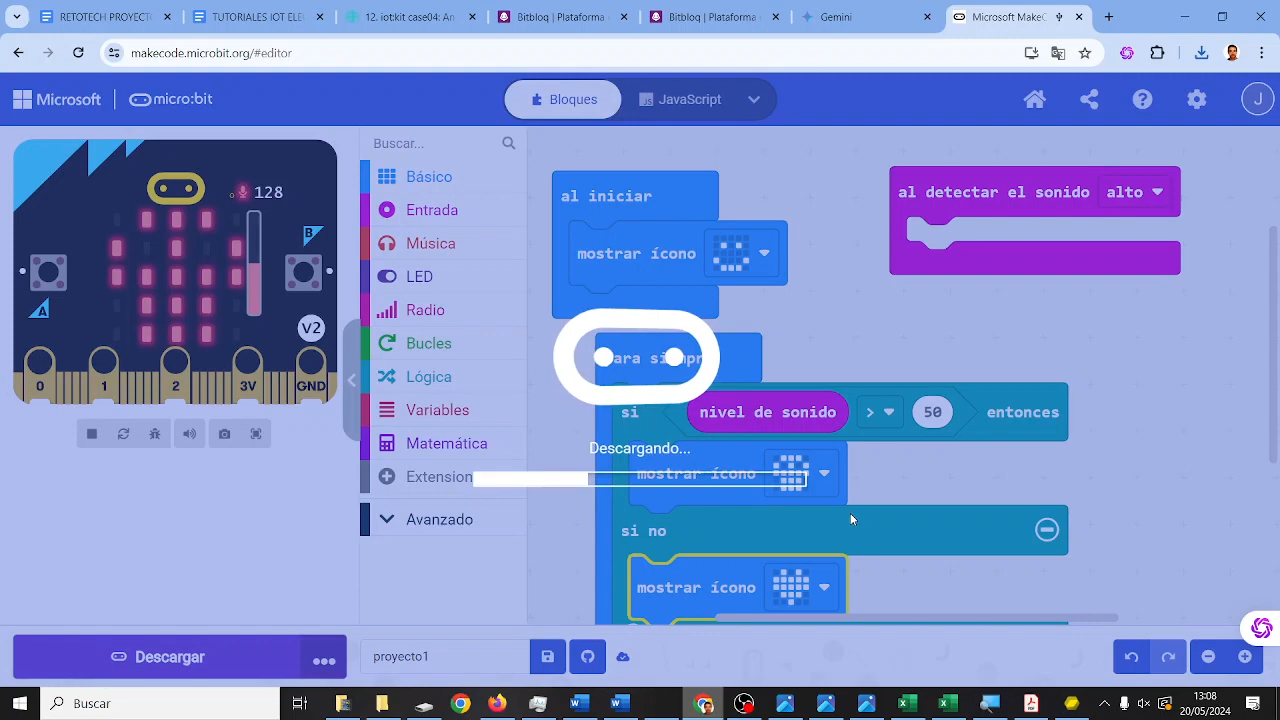 RETOTECH PROYECT
TUTORIALES IOT ELE
12. iotkit case04: An
Bitbloq | Plataforma
Bitbloq | Plataforma
Gemini
Microsoft MakeC
makecode.microbit.org/#editor
Microsoft
micro:bit
Bloques
JS JavaScript
J
128
B
A
V2
0 1 2 3V GND
Buscar...
Básico
Entrada
Música
LED
Radio
Bucles
Lógica
Variables
Matemática
Extension
Avanzado
al iniciar
mostrar ícono
al detectar el sonido alto
si nivel de sonido > 50 entonces
Descargando...
mostrar ícono
si no
mostrar ícono
Descargar
proyecto1
Buscar
13:08
20/05/2024